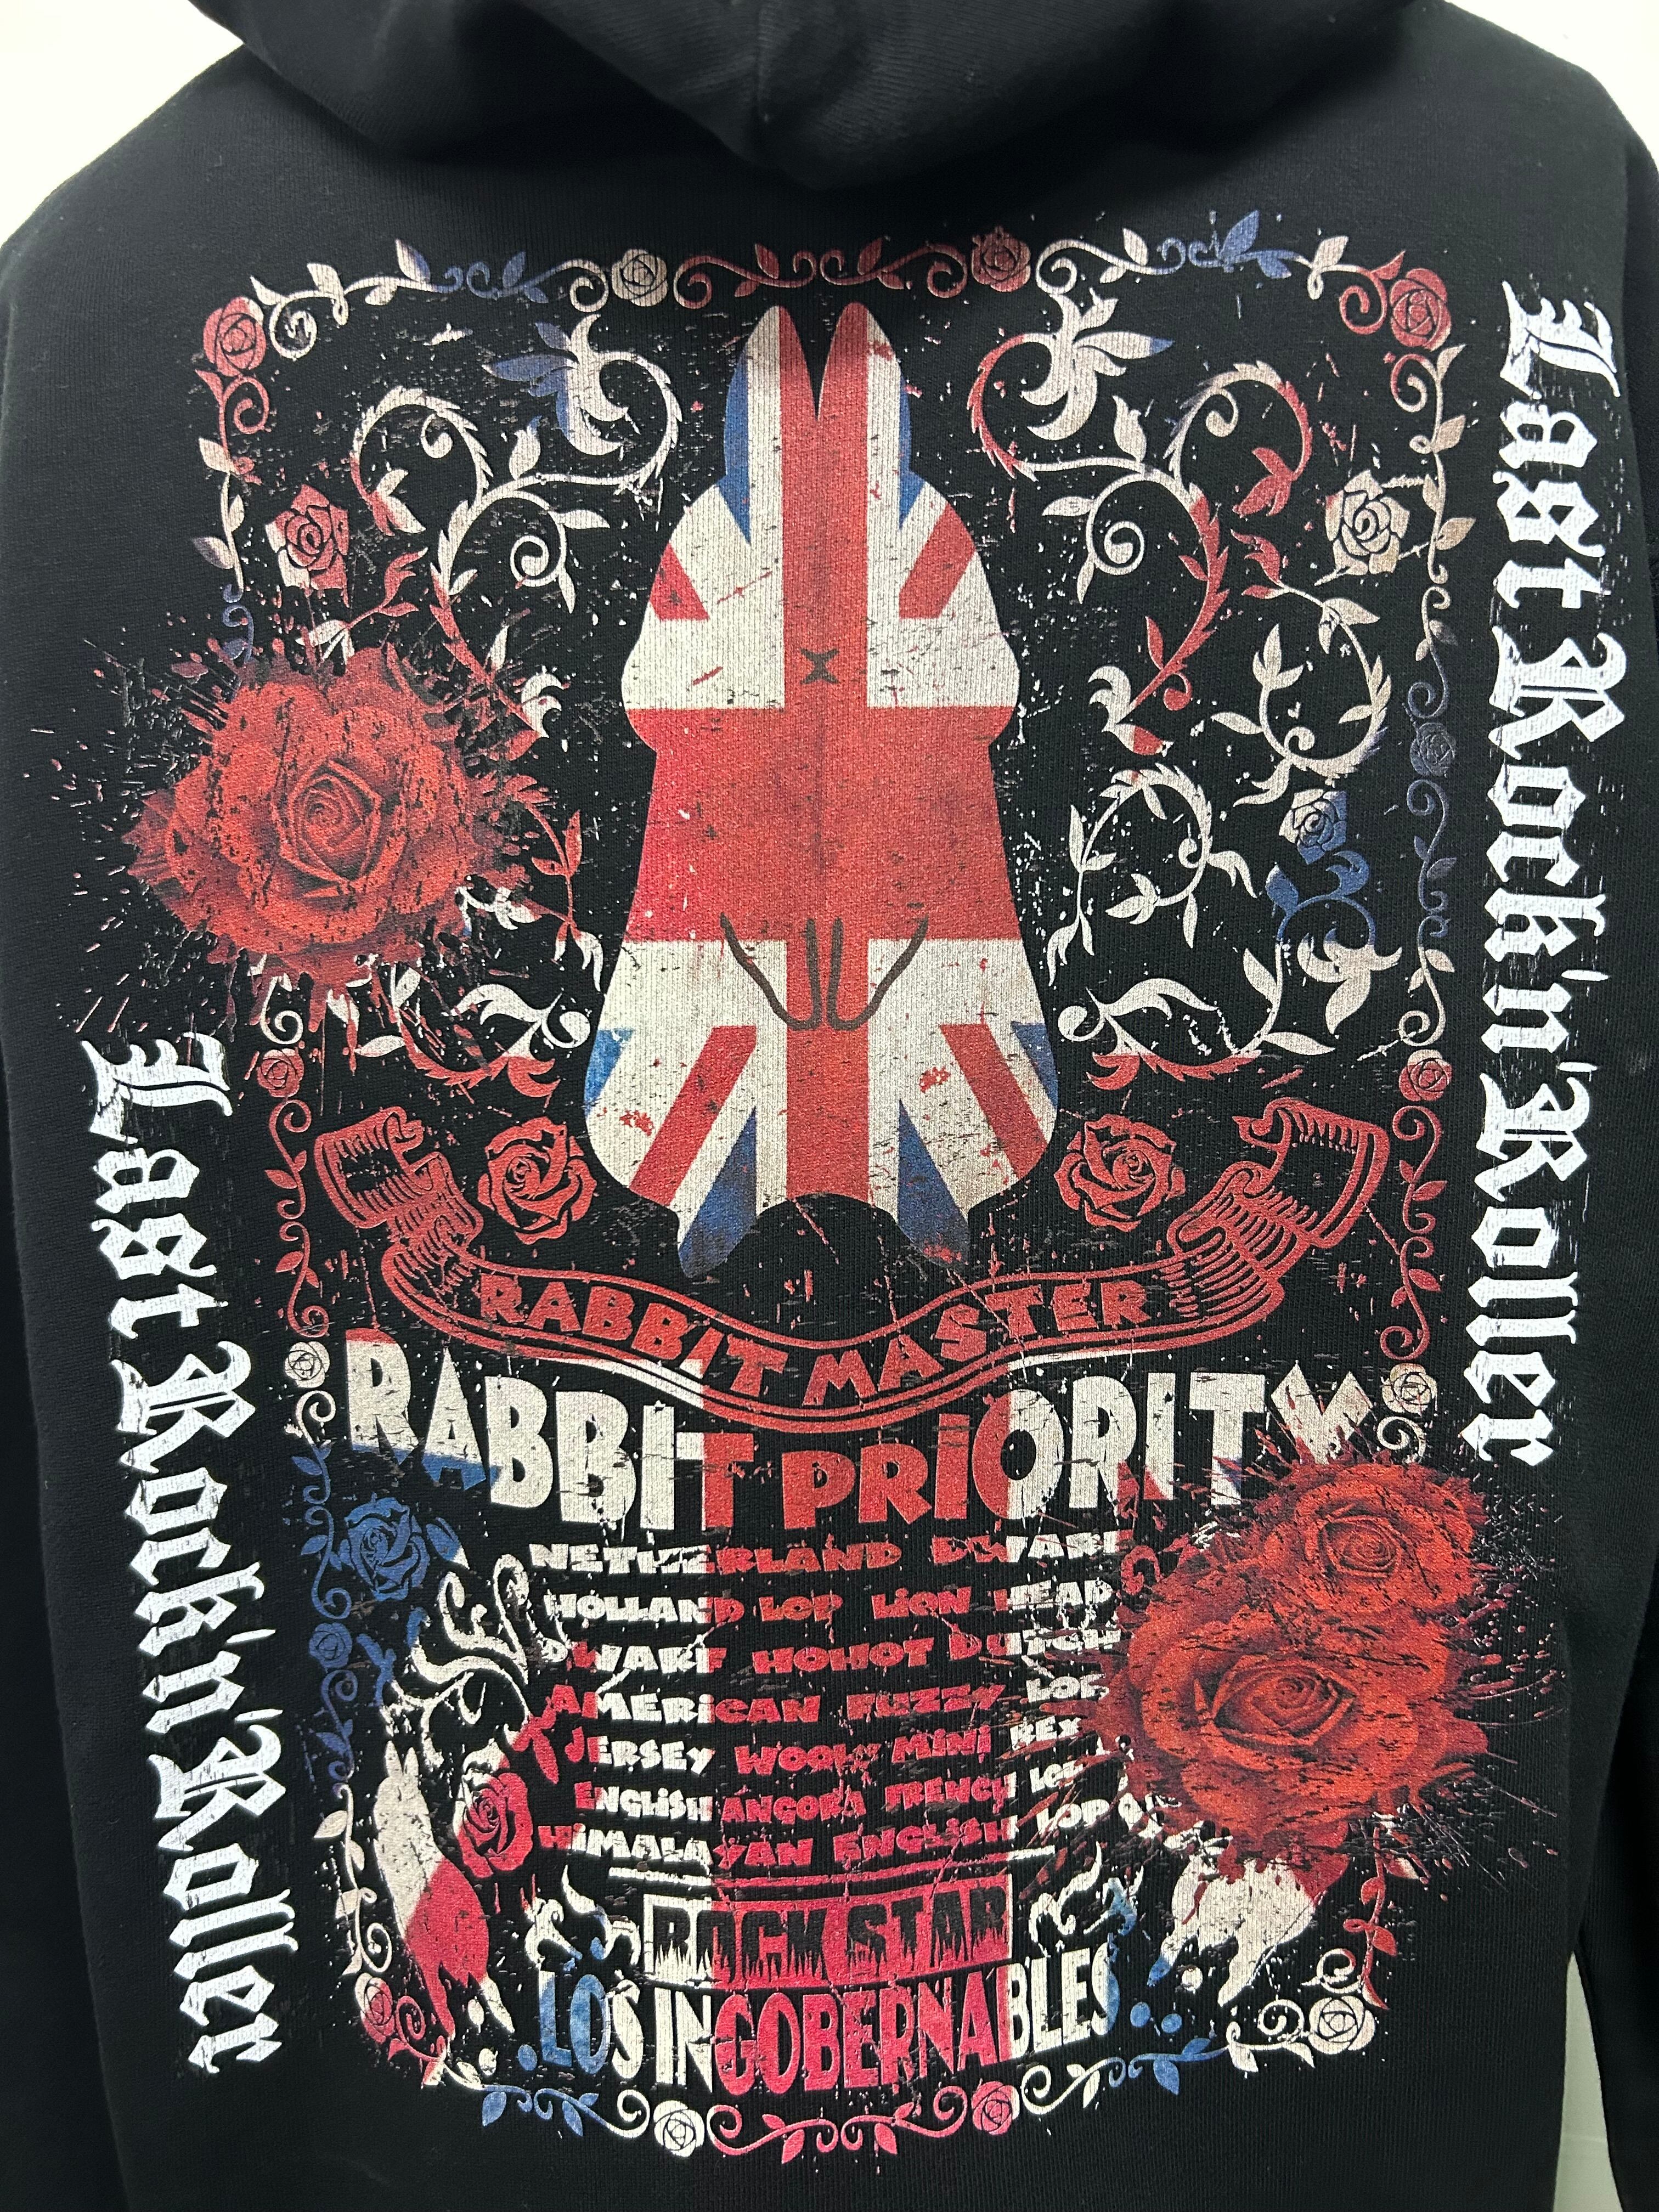 Last Rock'n'Roller
Last Rock'n'Roller
RABBIT MASTER
RABBIT PRIORITY
NETHERLAND DWARF
HOLLAND LOP LION HEAD
DWARF HOHOT DUTCH
AMERICAN FUZZY LOP
JERSEY WOOLY MINI REX
ENGLISH ANGORA FRENCH LOP
HIMALAYAN ENGLISH LOP
ROCK STAR
LOS INGOBERNABLES